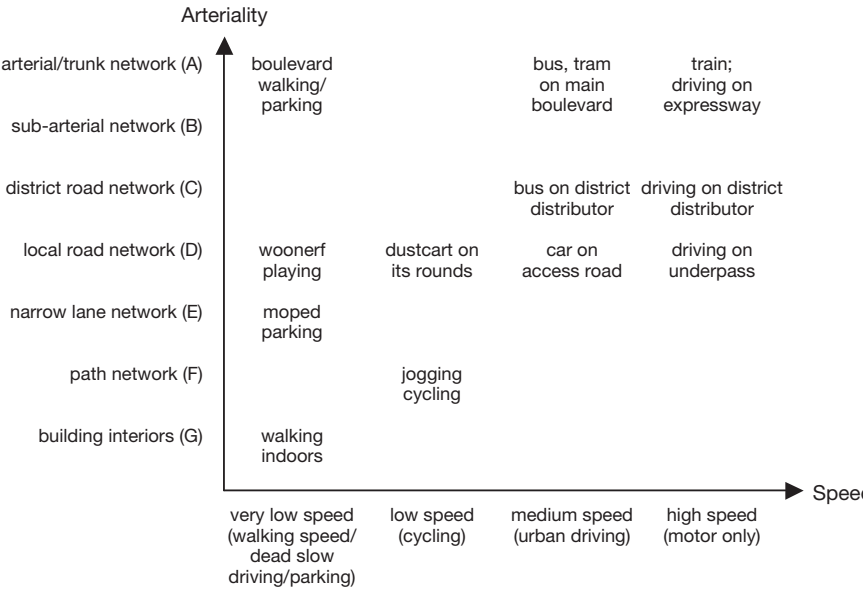 Arteriality
arterial/trunk network (A)
boulevard
walking/
parking
bus, tram
on main
boulevard
train;
driving on
expressway
sub-arterial network (B)
district road network (C)
bus on district
distributor
driving on district
distributor
local road network (D)
woonerf
playing
dustcart on
its rounds
car on
access road
driving on
underpass
narrow lane network (E)
moped
parking
path network (F)
jogging
cycling
building interiors (G)
walking
indoors
Speed
very low speed
(walking speed/
dead slow
driving/parking)
low speed
(cycling)
medium speed
(urban driving)
high speed
(motor only)